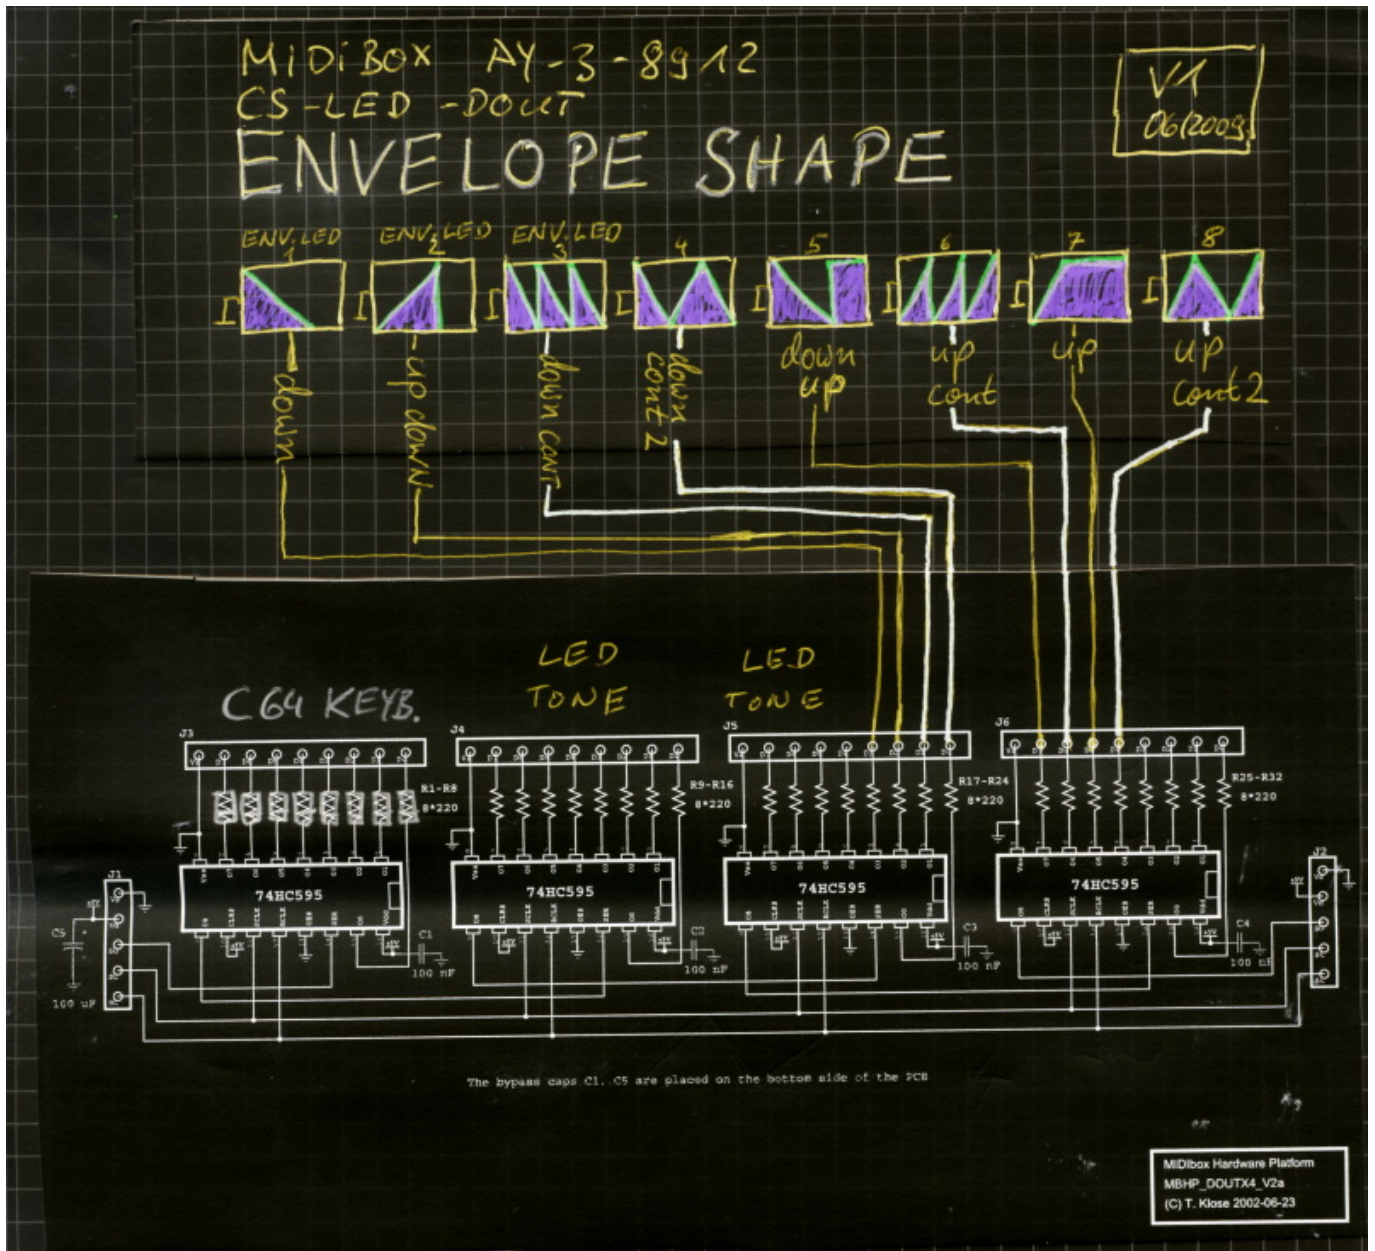 MIDIBOX AY-3-8912
CS-LED-DOUT
ENVELOPE SHAPE
V1
06/2009
ENV.LED ENV.LED ENV.LED
1 2 3 4 5 6 7 8
down
up down
down cont
down cont 2
down up
up cont
up
up cont 2
LED TONE
LED TONE
C64 KEYB.
J3
J4
J5
J6
R1-R8
8*220
R9-R16
8*220
R17-R24
8*220
R25-R32
8*220
74HC595
74HC595
74HC595
74HC595
J1
J2
C5
100 uF
C1
100 nF
C2
100 nF
C3
100 nF
C4
100 nF
The bypass caps C1..C5 are placed on the bottom side of the PCB
MIDIbox Hardware Platform
MBHP_DOUTX4_V2a
(C) T. Klose 2002-06-23